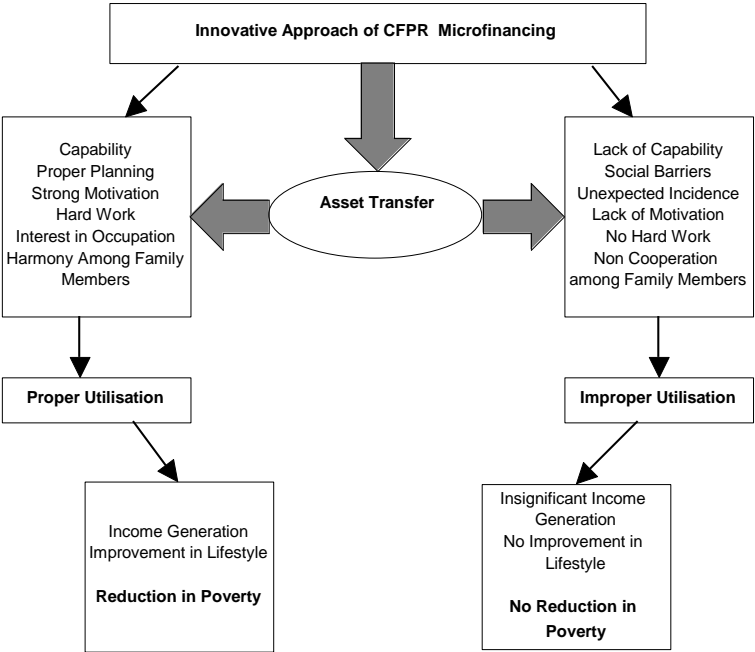 Innovative Approach of CFPR Microfinancing
Capability
Proper Planning
Strong Motivation
Hard Work
Interest in Occupation
Harmony Among Family
Members
Asset Transfer
Lack of Capability
Social Barriers
Unexpected Incidence
Lack of Motivation
No Hard Work
Non Cooperation
among Family Members
Proper Utilisation
Improper Utilisation
Income Generation
Improvement in Lifestyle
Reduction in Poverty
Insignificant Income
Generation
No Improvement in
Lifestyle
No Reduction in
Poverty